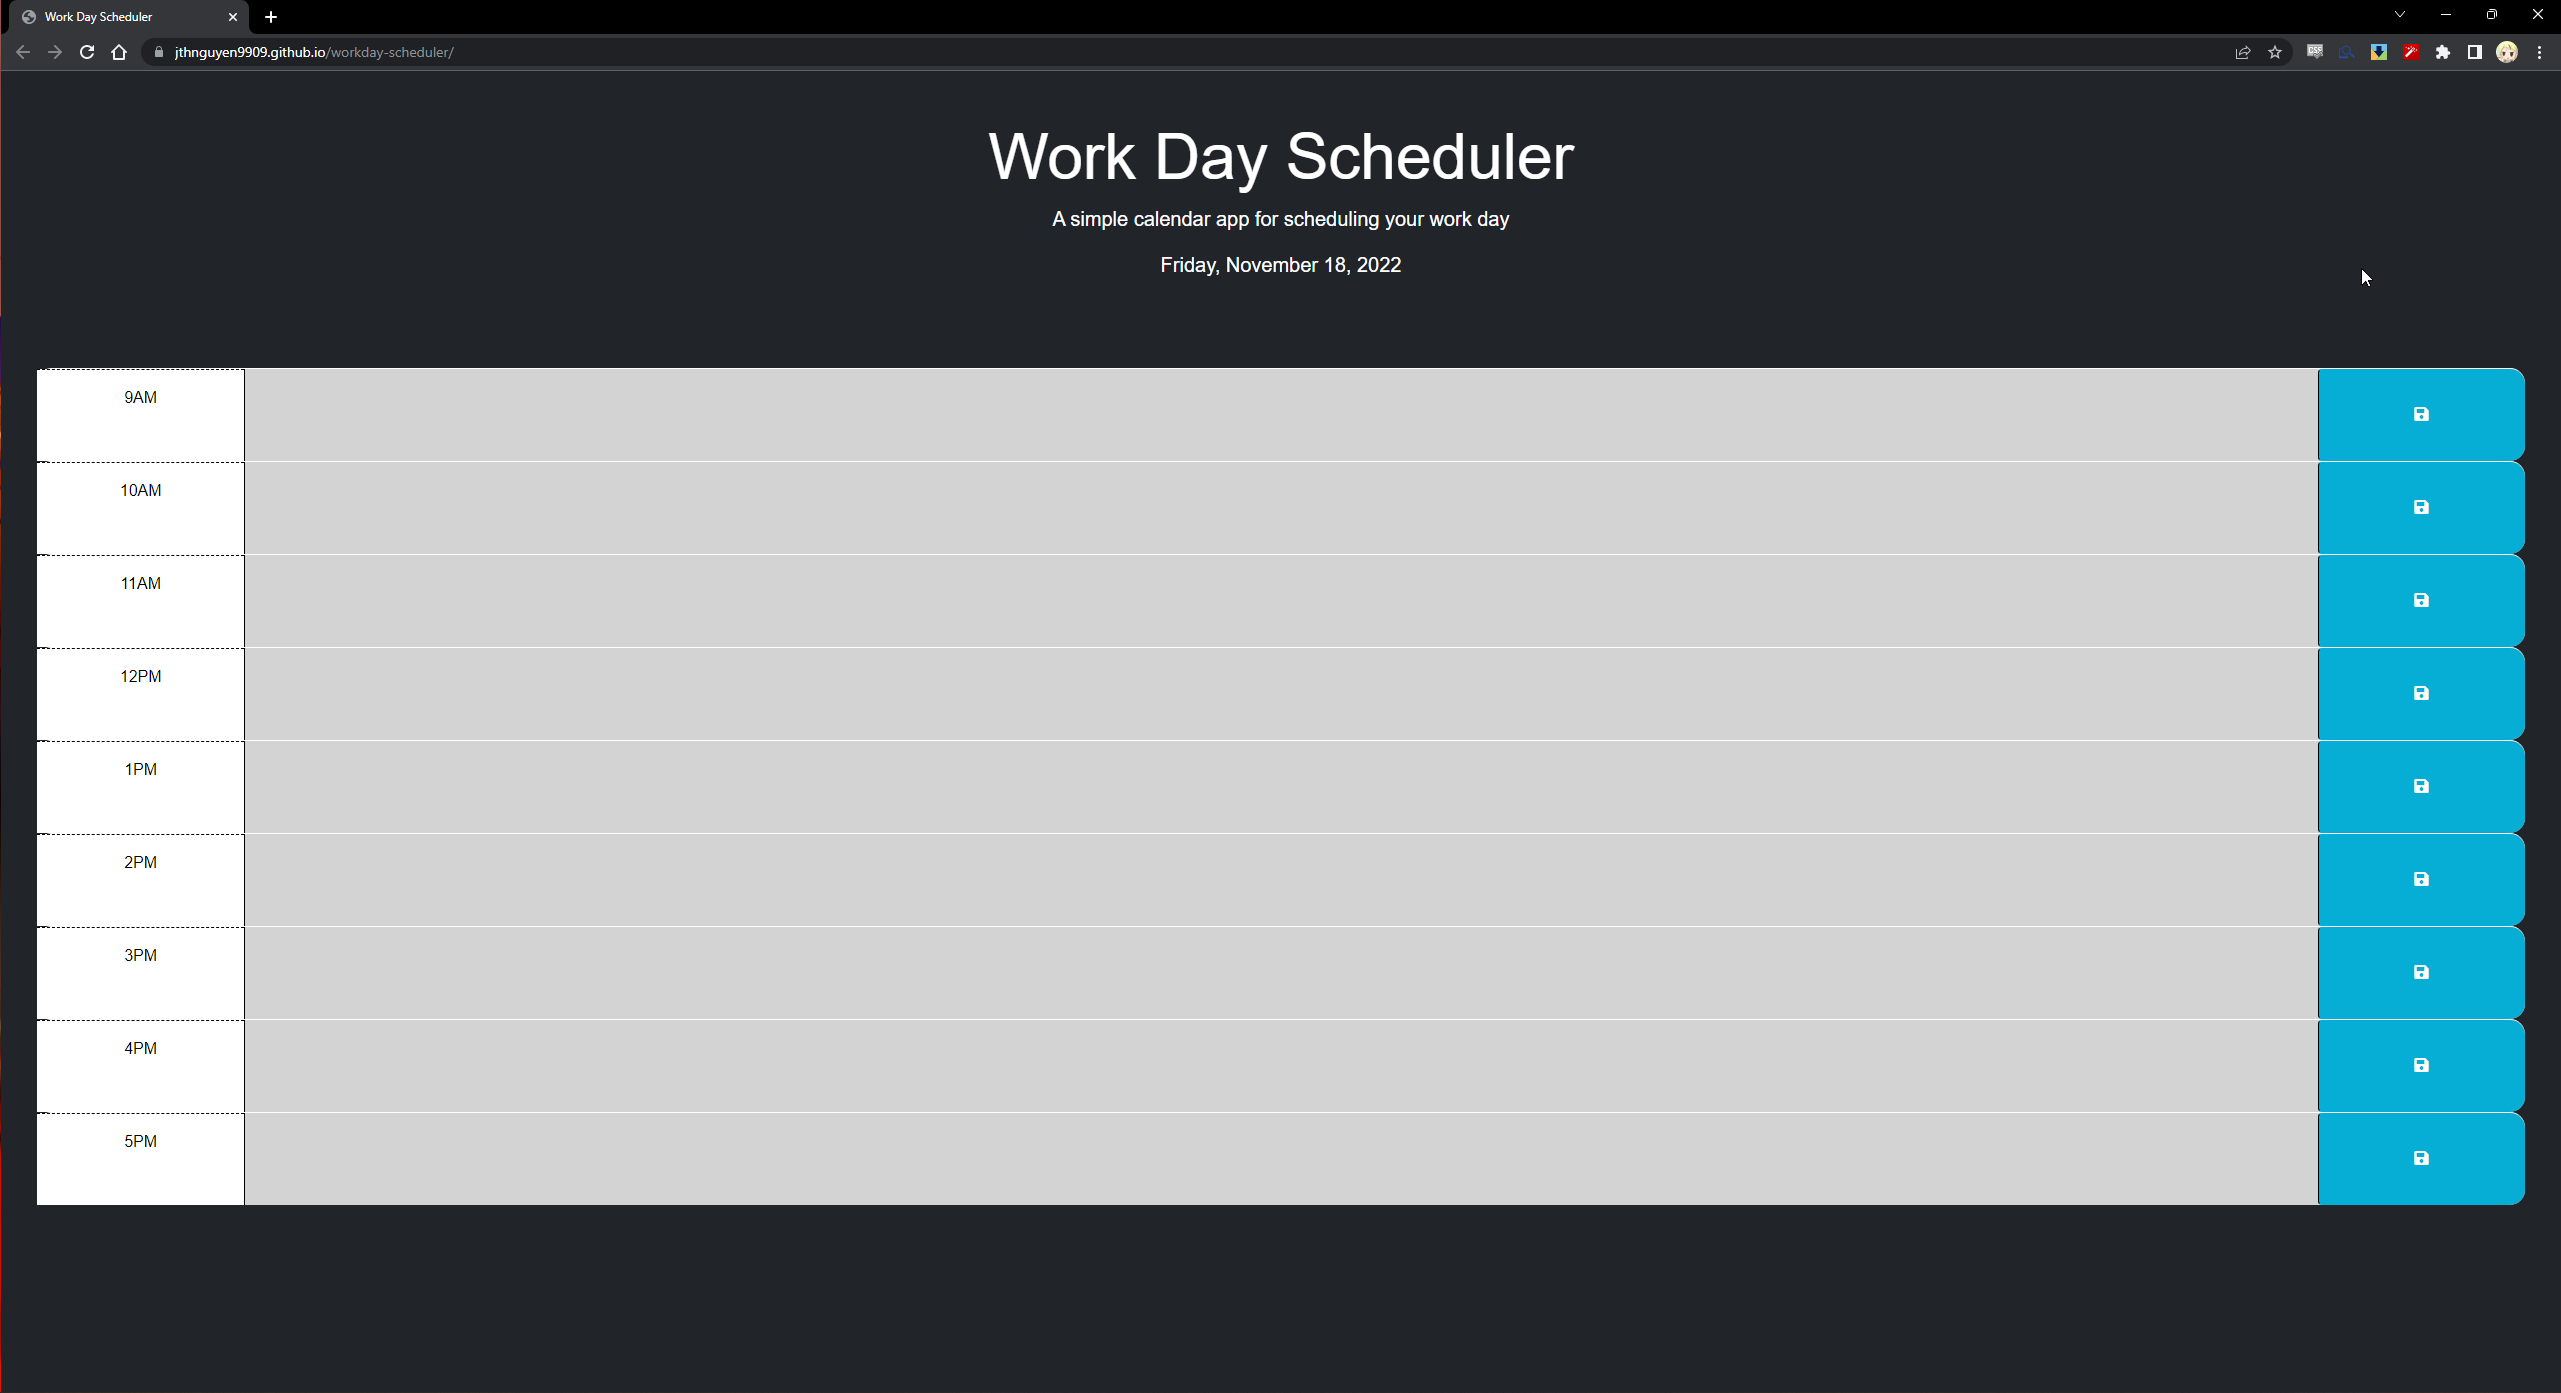 Work Day Scheduler
jthnguyen9909.github.io/workday-scheduler/
CSP
Work Day Scheduler
A simple calendar app for scheduling your work day
Friday, November 18, 2022
9AM
10AM
11AM
12PM
1PM
2PM
3PM
4PM
5PM